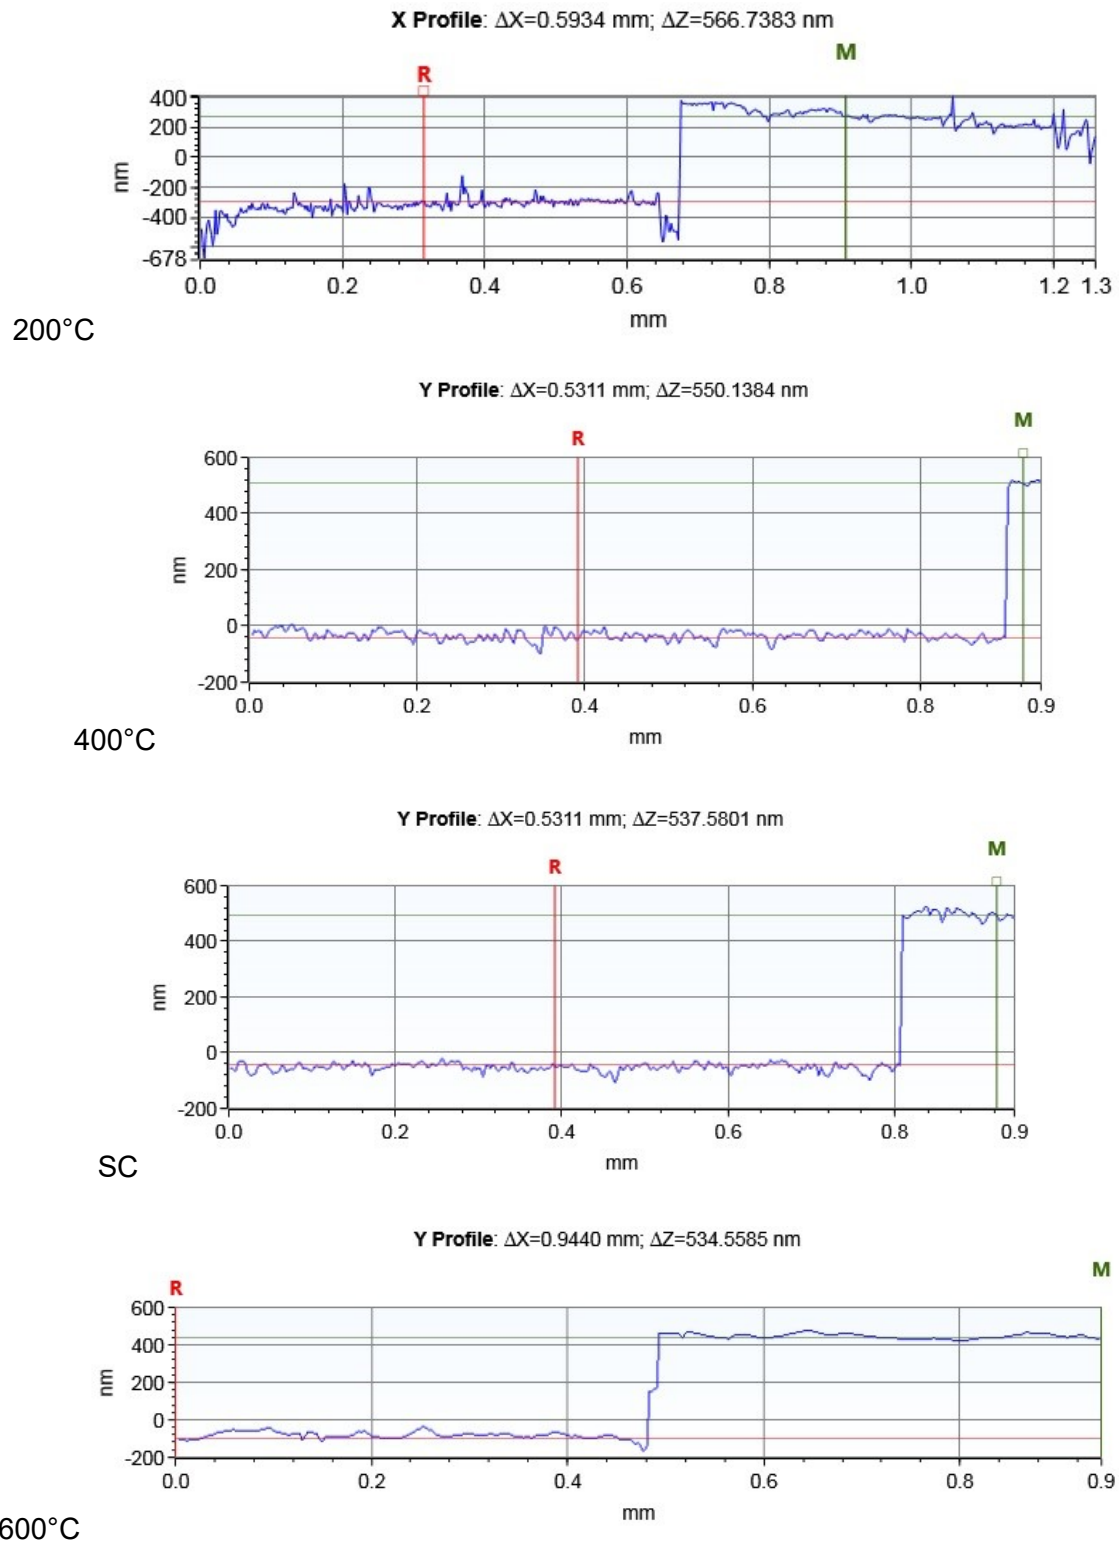 X Profile: ΔX=0.5934 mm; ΔZ=566.7383 nm
M
R
400
200
0
-200
-400
-678
nm
0.0 0.2 0.4 0.6 0.8 1.0 1.2 1.3
mm
200°C
Y Profile: ΔX=0.5311 mm; ΔZ=550.1384 nm
M
R
600
400
200
0
-200
nm
0.0 0.2 0.4 0.6 0.8 0.9
mm
400°C
Y Profile: ΔX=0.5311 mm; ΔZ=537.5801 nm
M
R
600
400
200
0
-200
nm
0.0 0.2 0.4 0.6 0.8 0.9
mm
SC
Y Profile: ΔX=0.9440 mm; ΔZ=534.5585 nm
M
R
600
400
200
0
-200
nm
0.0 0.2 0.4 0.6 0.8 0.9
mm
600°C